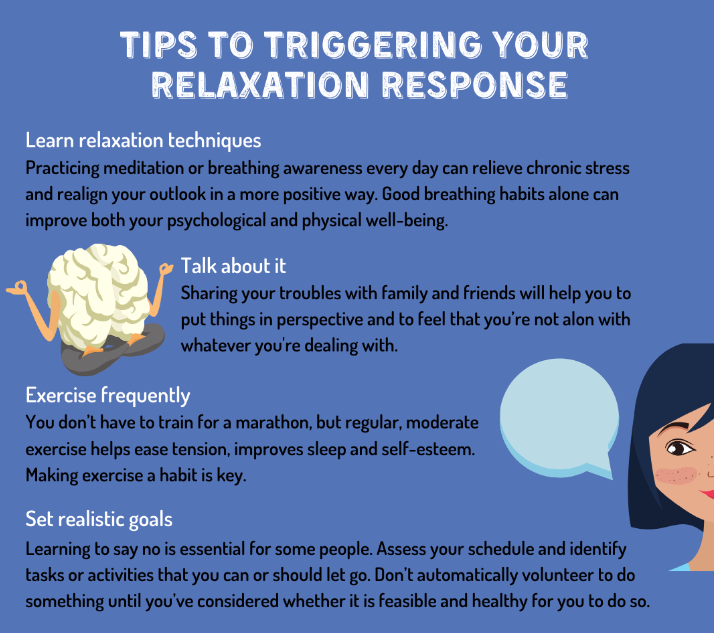 TIPS TO TRIGGERING YOUR
RELAXATION RESPONSE
Learn relaxation techniques
Practicing meditation or breathing awareness every day can relieve chronic stress
and realign your outlook in a more positive way. Good breathing habits alone can
improve both your psychological and physical well-being.
Talk about it
Sharing your troubles with family and friends will help you to
put things in perspective and to feel that you’re not alon with
whatever you're dealing with.
Exercise frequently
You don’t have to train for a marathon, but regular, moderate
exercise helps ease tension, improves sleep and self-esteem.
Making exercise a habit is key.
Set realistic goals
Learning to say no is essential for some people. Assess your schedule and identify
tasks or activities that you can or should let go. Don’t automatically volunteer to do
something until you’ve considered whether it is feasible and healthy for you to do so.